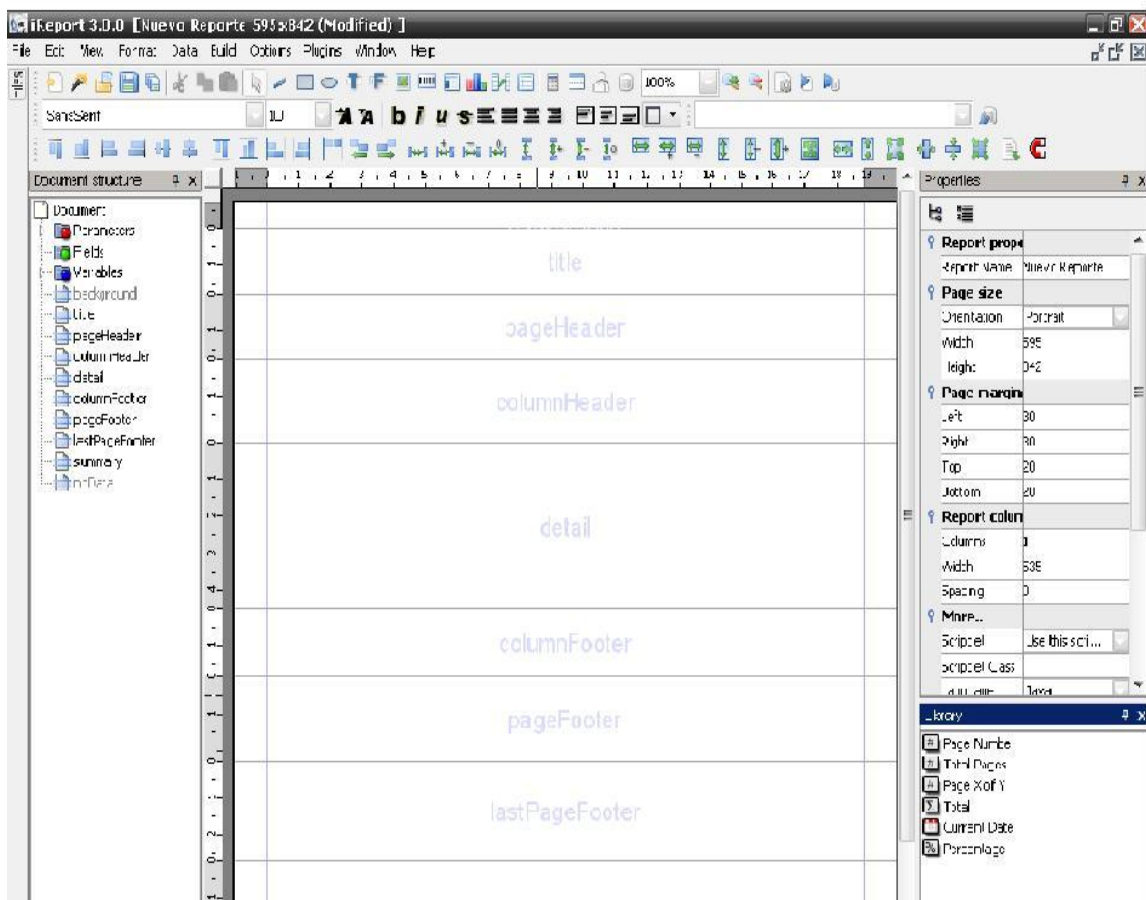 iReport 3.0.0 [Nuevo Reporte 595x842 (Modified) ]
File Edit View Format Data Build Options Plugins Window Help
100%
SansSerif 10
b i u s
Document structure
Document
Parameters
Fields
Variables
background
title
pageHeader
columnHeader
detail
columnFooter
pageFooter
lastPageFooter
summary
noData
title
pageHeader
columnHeader
detail
columnFooter
pageFooter
lastPageFooter
Properties
Report prope
Report Name Nuevo Reporte
Page size
Orientation Portrait
Width 595
Height 842
Page margin
Left 30
Right 30
Top 20
Bottom 20
Report colum
Columns 1
Width 535
Spacing 0
More...
Scriptlet Use this scri...
Scriptlet Class
Java
Library
Page Numbe
Total Pages
Page X of Y
Total
Current Date
Percentage